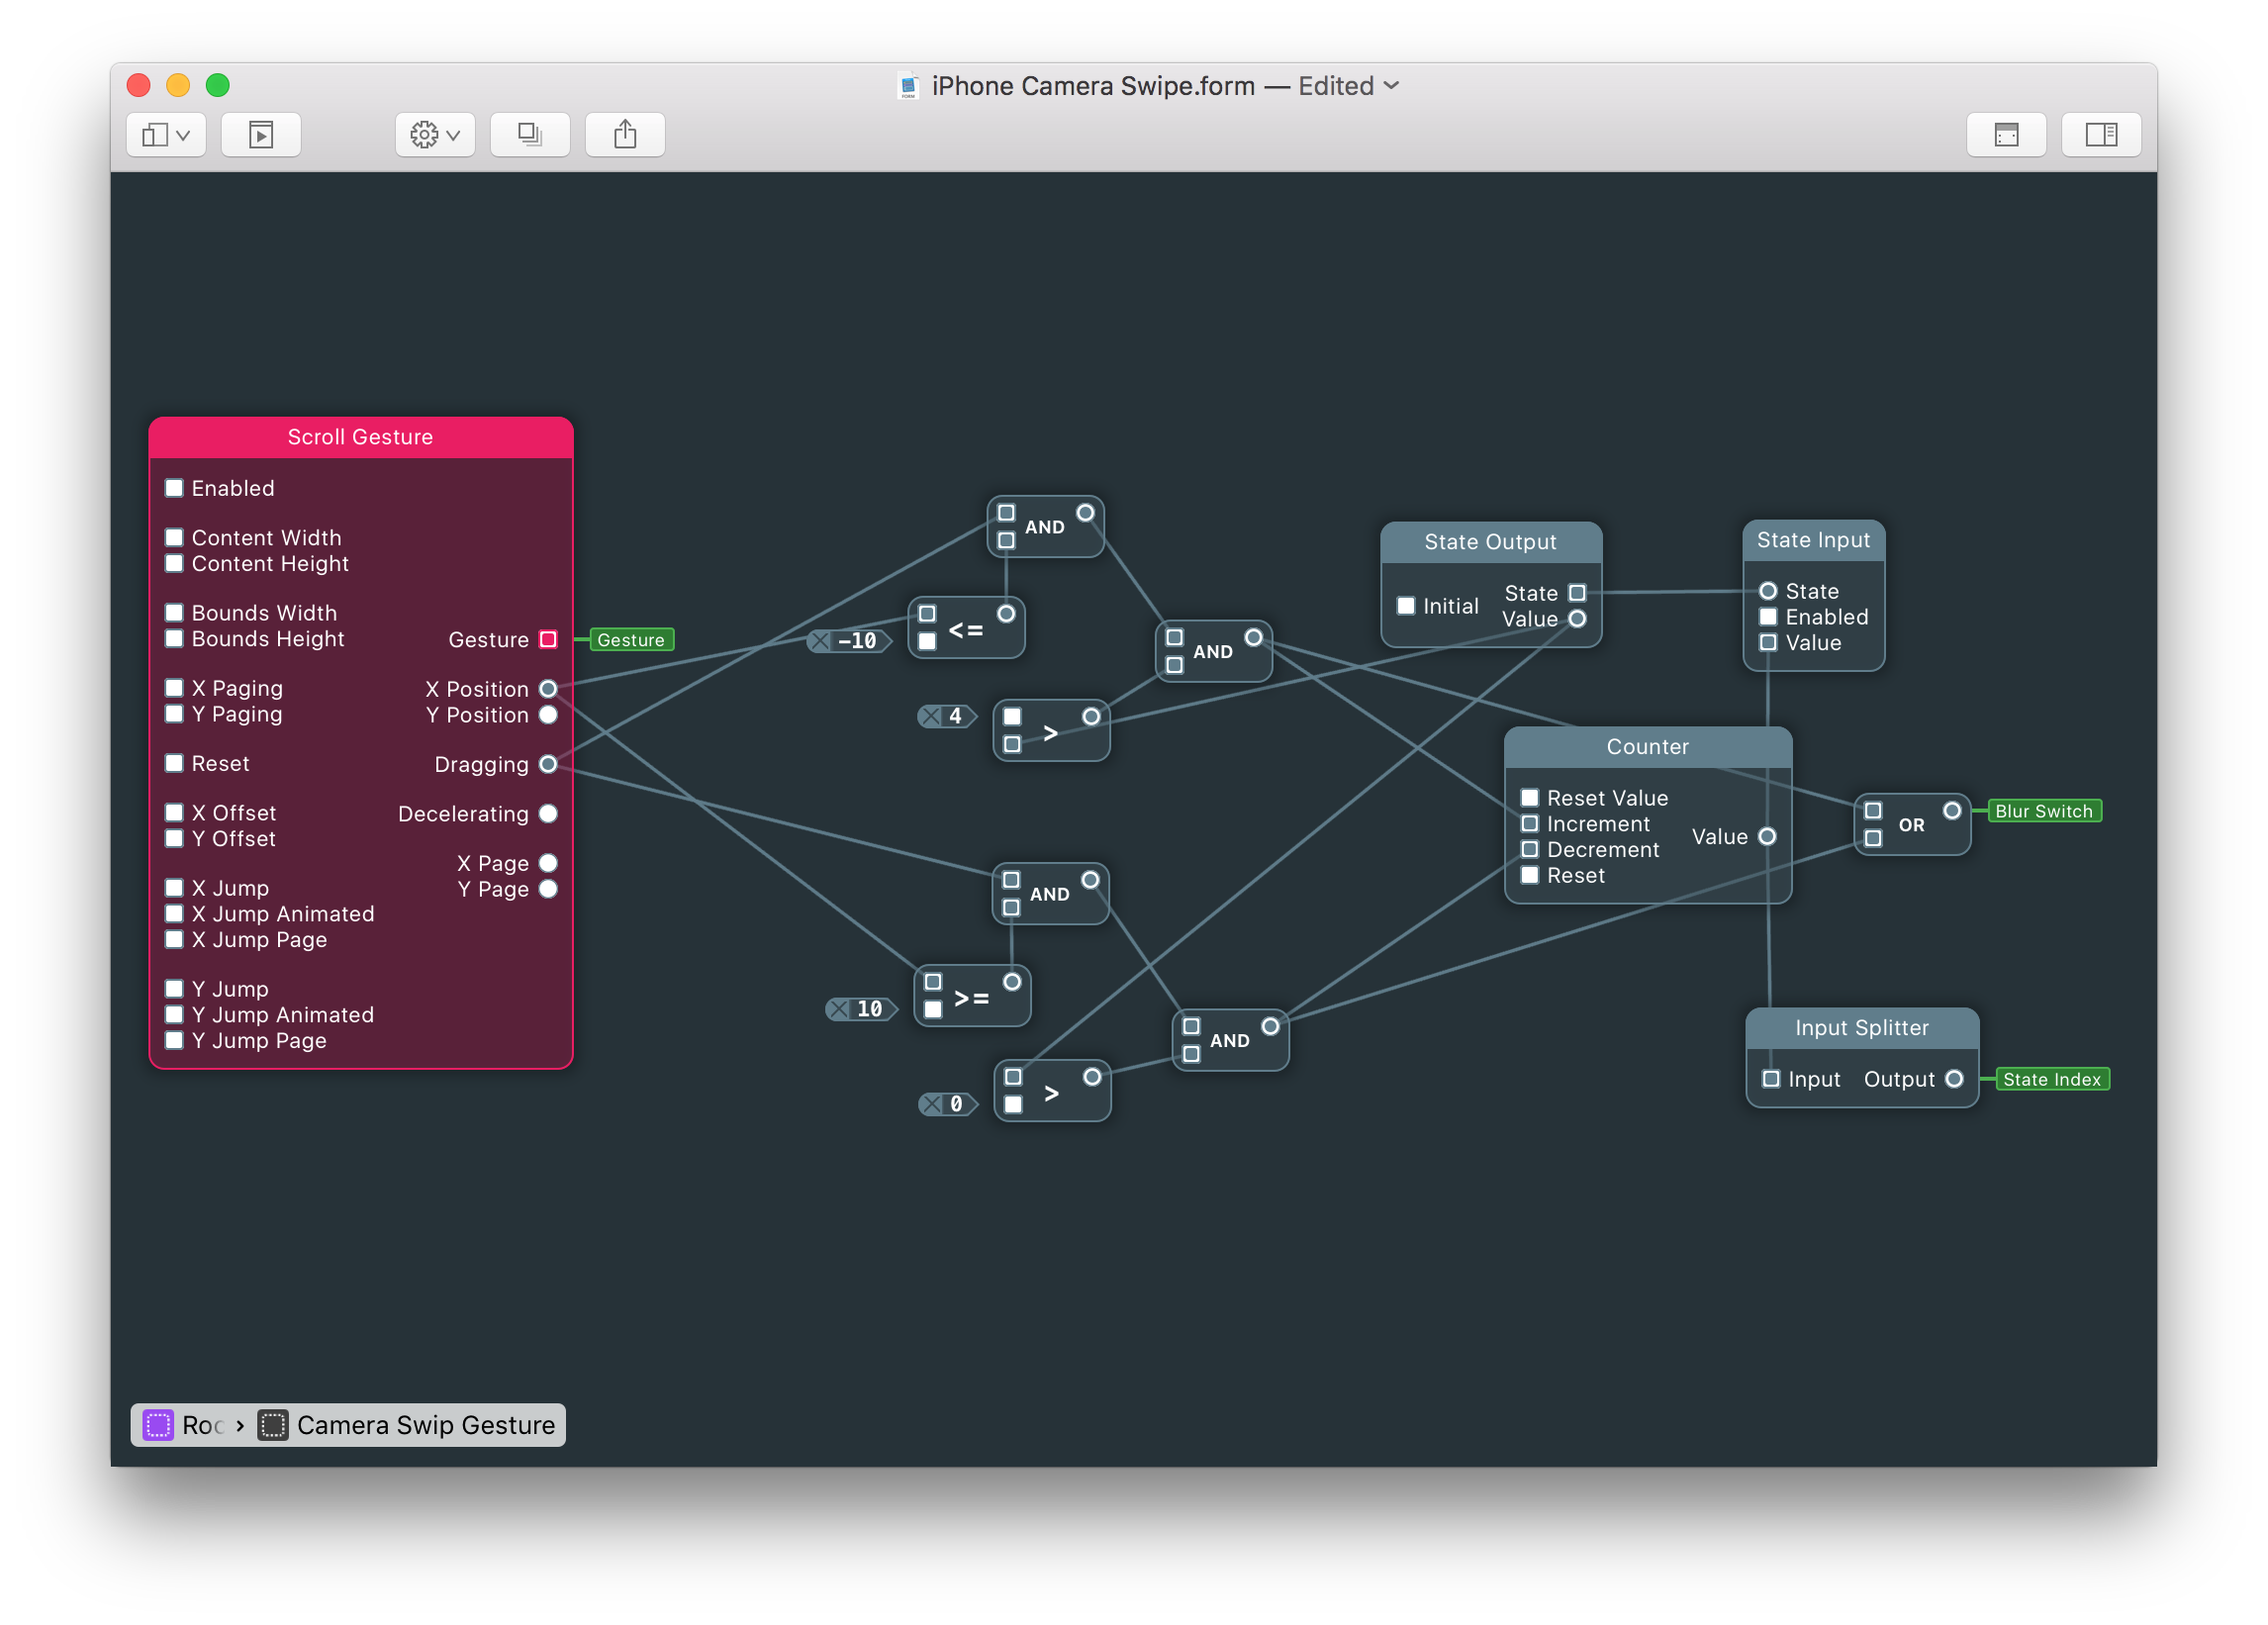 iPhone Camera Swipe.form — Edited
Scroll Gesture
Enabled
Content Width
Content Height
Bounds Width
Bounds Height
Gesture
Gesture
X Paging
X Position
Y Paging
Y Position
Reset
Dragging
X Offset
Decelerating
Y Offset
X Page
X Jump
Y Page
X Jump Animated
X Jump Page
Y Jump
Y Jump Animated
Y Jump Page
AND
-10
<=
AND
4
>
AND
10
>=
AND
0
>
State Output
Initial
State
Value
State Input
State
Enabled
Value
Counter
Reset Value
Increment
Decrement
Value
Reset
OR
Blur Switch
Input Splitter
Input
Output
State Index
Camera Swip Gesture